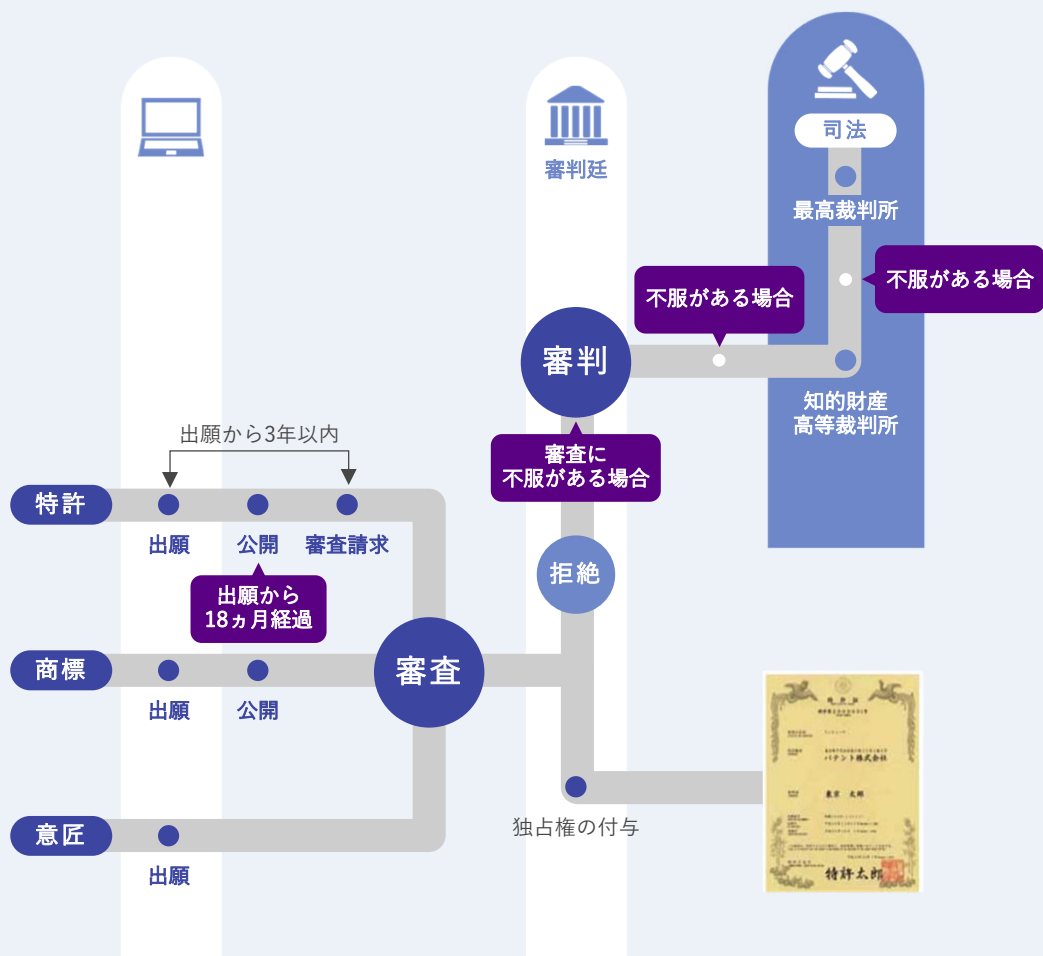 司法
審判廷
最高裁判所
不服がある場合
不服がある場合
審判
知的財産
高等裁判所
出願から3年以内
審査に
不服がある場合
特許
出願
公開
審査請求
拒絶
出願から
18ヵ月経過
商標
出願
公開
審査
意匠
出願
独占権の付与
パテント株式会社
東京 太郎
特許太郎